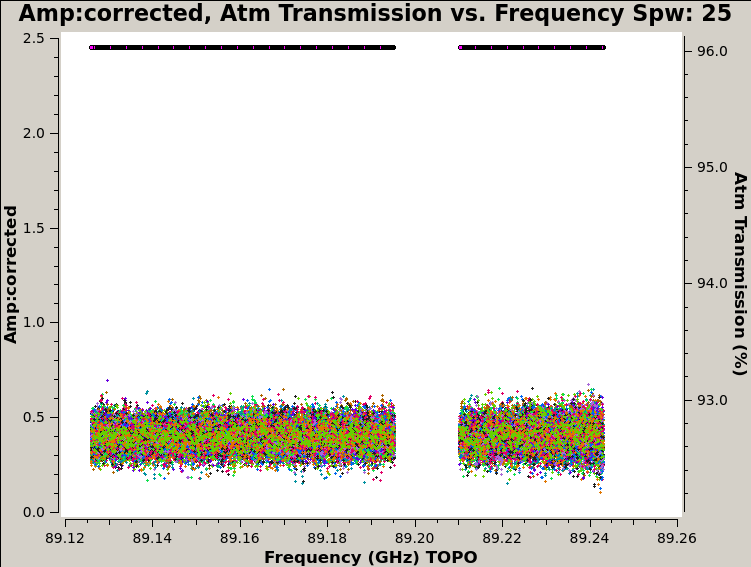 Amp:corrected, Atm Transmission vs. Frequency Spw: 25
2.5
2.0
1.5
1.0
0.5
0.0
Amp:corrected
96.0
95.0
94.0
93.0
Atm Transmission (%)
89.12 89.14 89.16 89.18 89.20 89.22 89.24 89.26
Frequency (GHz) TOPO